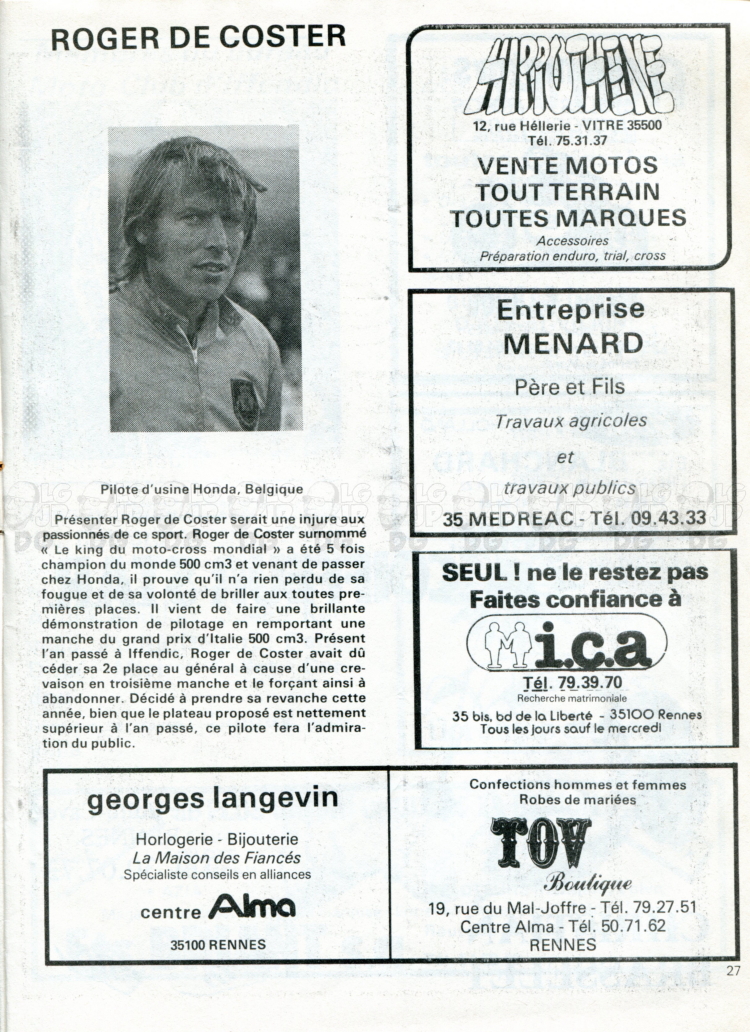 ROGER DE COSTER
Pilote d'usine Honda, Belgique
Présenter Roger de Coster serait une injure aux
passionnés de ce sport. Roger de Coster surnommé
« Le king du moto-cross mondial » a été 5 fois
champion du monde 500 cm3 et venant de passer
chez Honda, il prouve qu'il n'a rien perdu de sa
fougue et de sa volonté de briller aux toutes pre-
mières places. Il vient de faire une brillante
démonstration de pilotage en remportant une
manche du grand prix d'Italie 500 cm3. Présent
l'an passé à Iffendic, Roger de Coster avait dû
céder sa 2e place au général à cause d'une cre-
vaison en troisième manche et le forçant ainsi à
abandonner. Décidé à prendre sa revanche cette
année, bien que le plateau proposé est nettement
supérieur à l'an passé, ce pilote fera l'admira-
tion du public.
HIPPOTHENE
12, rue Héllerie - VITRE 35500
Tél. 75.31.37
VENTE MOTOS
TOUT TERRAIN
TOUTES MARQUES
Accessoires
Préparation enduro, trial, cross
Entreprise
MENARD
Père et Fils
Travaux agricoles
et
travaux publics
35 MEDREAC - Tél. 09.43.33
SEUL ! ne le restez pas
Faites confiance à
i.c.a
Tél. 79.39.70
Recherche matrimoniale
35 bis, bd de la Liberté - 35100 Rennes
Tous les jours sauf le mercredi
georges langevin
Horlogerie - Bijouterie
La Maison des Fiancés
Spécialiste conseils en alliances
centre Alma
35100 RENNES
Confections hommes et femmes
Robes de mariées
TOV
Boutique
19, rue du Mal-Joffre - Tél. 79.27.51
Centre Alma - Tél. 50.71.62
RENNES
27